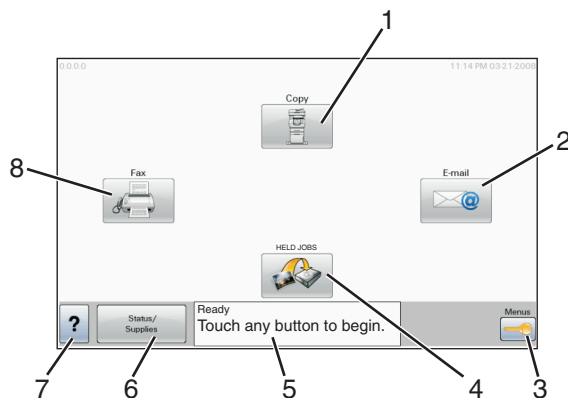 1
0.0.0.0
11:14 PM 03-21-2008
Copy
2
8
Fax
E-mail
HELD JOBS
?
Status/
Supplies
Ready
Touch any button to begin.
Menus
7
6
5
4
3